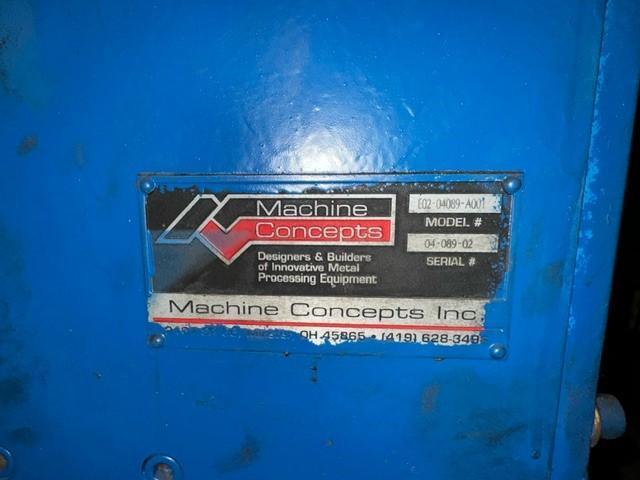 Machine
Concepts
E02-04089-A001
MODEL #
04-089-02
SERIAL #
Designers & Builders
of Innovative Metal
Processing Equipment
Machine Concepts Inc
OH 45865 • (419) 628-349